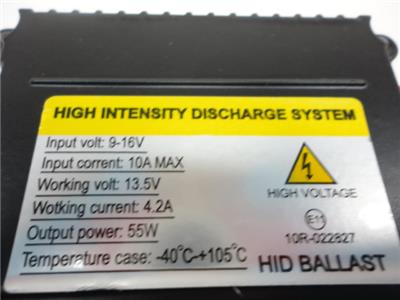 HIGH INTENSITY DISCHARGE SYSTEM
Input volt: 9-16V
Input current: 10A MAX
Working volt: 13.5V
Wotking current: 4.2A
Output power: 55W
Temperature case: -40°C-+105°C
HIGH VOLTAGE
E11
10R-022827
HID BALLAST